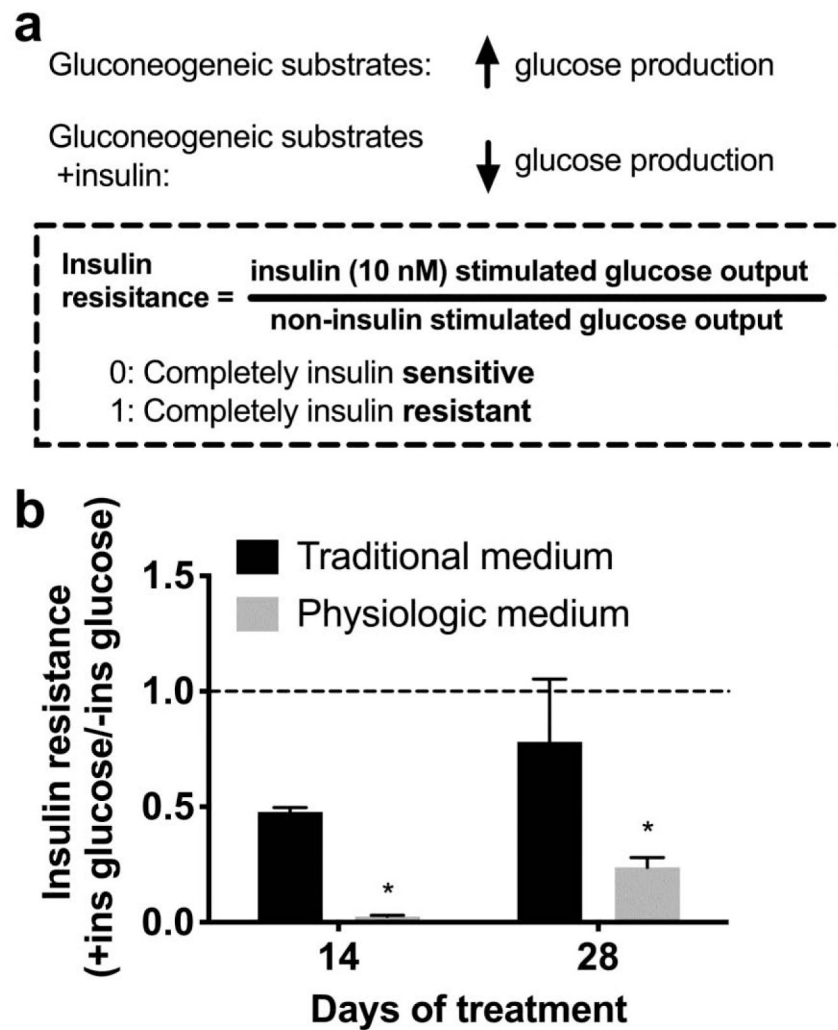 a
Gluconeogeneic substrates: ↑ glucose production
Gluconeogeneic substrates
+insulin: ↓ glucose production
Insulin
resisitance = insulin (10 nM) stimulated glucose output
non-insulin stimulated glucose output
0: Completely insulin sensitive
1: Completely insulin resistant
b
Insulin resistance
(+ins glucose/-ins glucose)
Traditional medium
Physiologic medium
1.5
1.0
0.5
0.0
*
*
14
28
Days of treatment